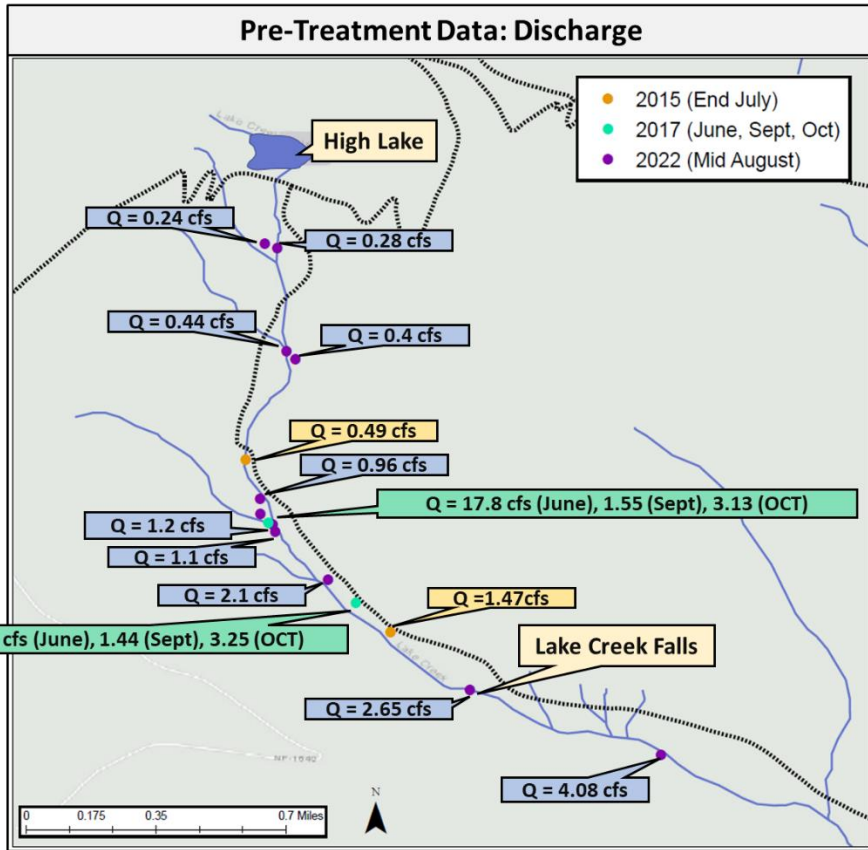 Pre-Treatment Data: Discharge
2015 (End July)
2017 (June, Sept, Oct)
2022 (Mid August)
Lake Creek
High Lake
Q = 0.24 cfs
Q = 0.28 cfs
Q = 0.44 cfs
Q = 0.4 cfs
Q = 0.49 cfs
Q = 0.96 cfs
Q = 17.8 cfs (June), 1.55 (Sept), 3.13 (OCT)
Q = 1.2 cfs
Q = 1.1 cfs
Q = 2.1 cfs
Q =1.47cfs
cfs (June), 1.44 (Sept), 3.25 (OCT)
Lake Creek Falls
Lake Creek
Q = 2.65 cfs
Q = 4.08 cfs
N
0 0.175 0.35 0.7 Miles